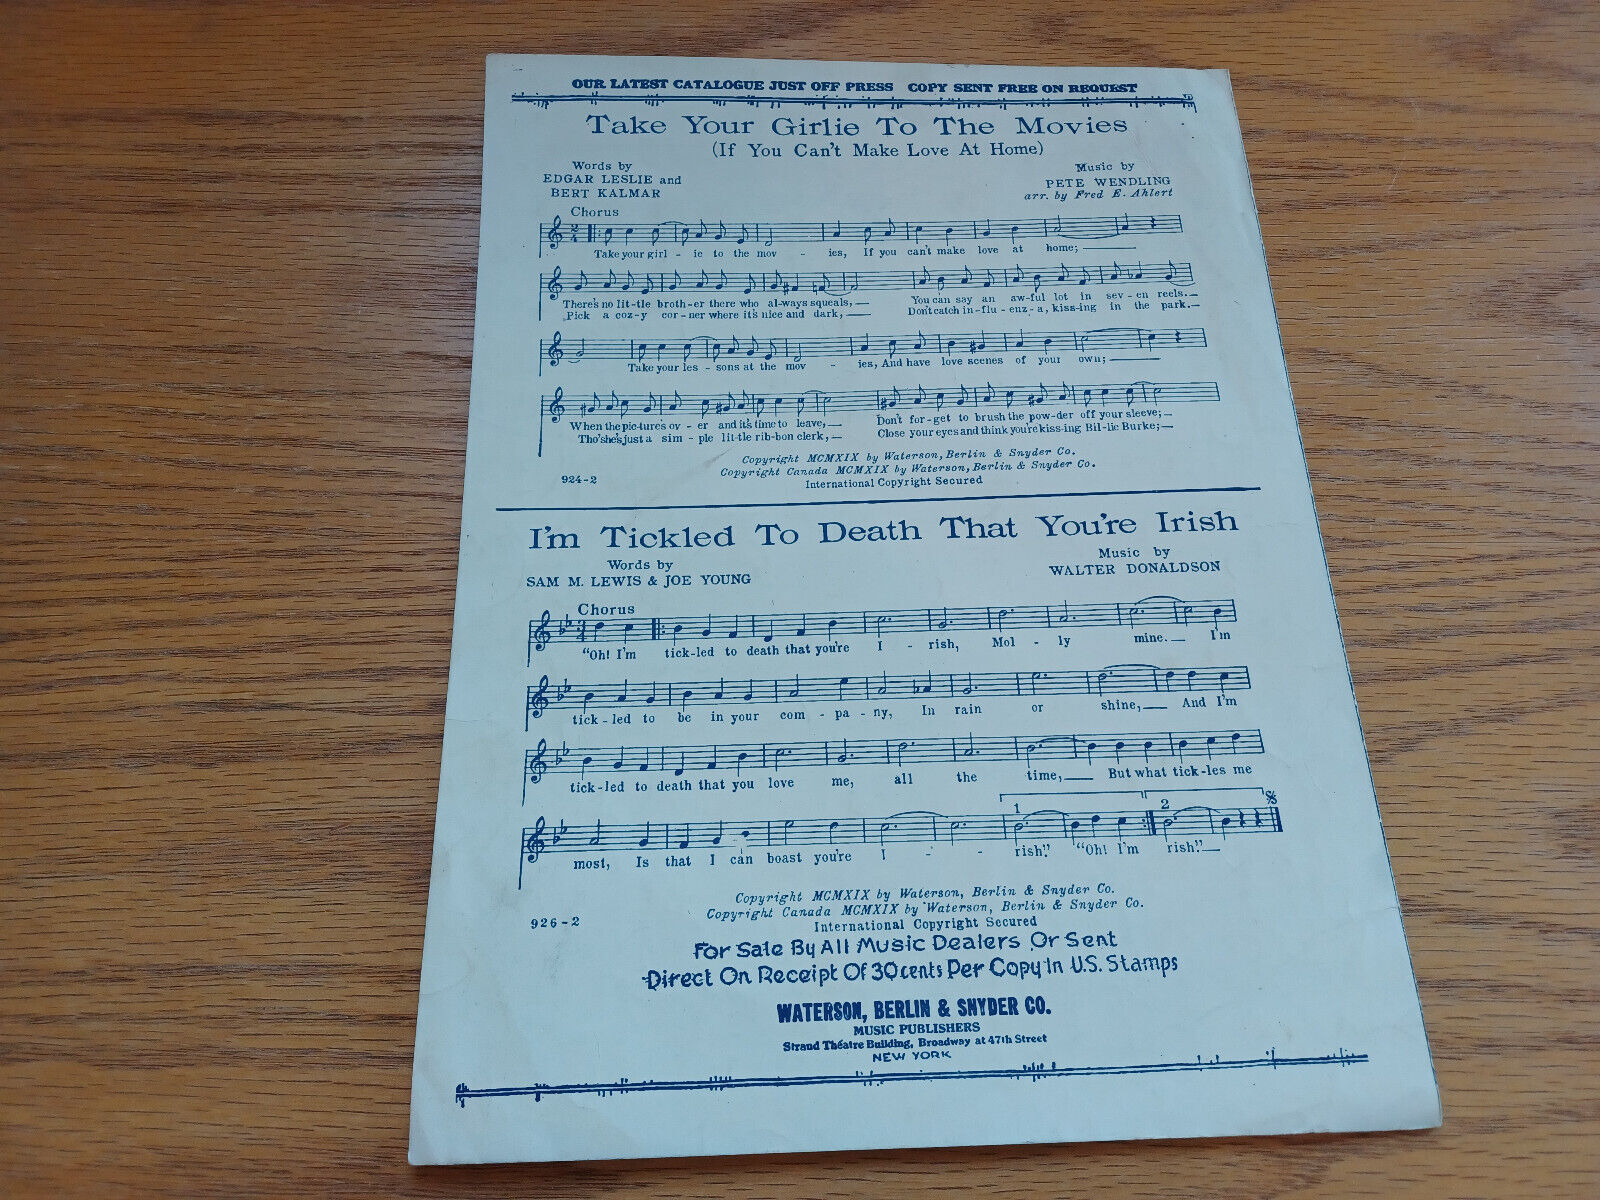 OUR LATEST CATALOGUE JUST OFF PRESS COPY SENT FREE ON REQUEST
Take Your Girlie To The Movies
(If You Can't Make Love At Home)
Words by
EDGAR LESLIE and
BERT KALMAR
Music by
PETE WENDLING
arr. by Fred E. Ahlert
Chorus
Take your girl - ie to the mov - ies, If you can't make love at home;
There's no lit-tle broth-er there who al-ways squeals, You can say an aw-ful lot in sev-en reels.
Pick a coz-y cor-ner where it's nice and dark, Don't catch in-flu-enz-a, kiss-ing in the park.
Take your les - sons at the mov - ies, And have love scenes of your own;
When the pic-tures ov - er and it's time to leave, Don't for-get to brush the pow-der off your sleeve;
Tho' she's just a sim - ple lit-tle rib-bon clerk, Close your eyes and think you're kiss-ing Bil-lie Burke;
Copyright MCMXIX by Waterson, Berlin & Snyder Co.
Copyright Canada MCMXIX by Waterson, Berlin & Snyder Co.
924-2
International Copyright Secured
I'm Tickled To Death That You're Irish
Words by
SAM M. LEWIS & JOE YOUNG
Music by
WALTER DONALDSON
Chorus
"Oh! I'm tick-led to death that you're I - rish, Mol - ly mine. I'm
tick-led to be in your com - pa - ny, In rain or shine, And I'm
tick-led to death that you love me, all the time, But what tick-les me
1 2
most, Is that I can boast you're I - - rish!" "Oh! I'm rish!"
Copyright MCMXIX by Waterson, Berlin & Snyder Co.
Copyright Canada MCMXIX by Waterson, Berlin & Snyder Co.
926-2
International Copyright Secured
For Sale By All Music Dealers Or Sent
Direct On Receipt Of 30 cents Per Copy In U.S. Stamps
WATERSON, BERLIN & SNYDER CO.
MUSIC PUBLISHERS
Strand Théatre Building, Broadway at 47th Street
NEW YORK